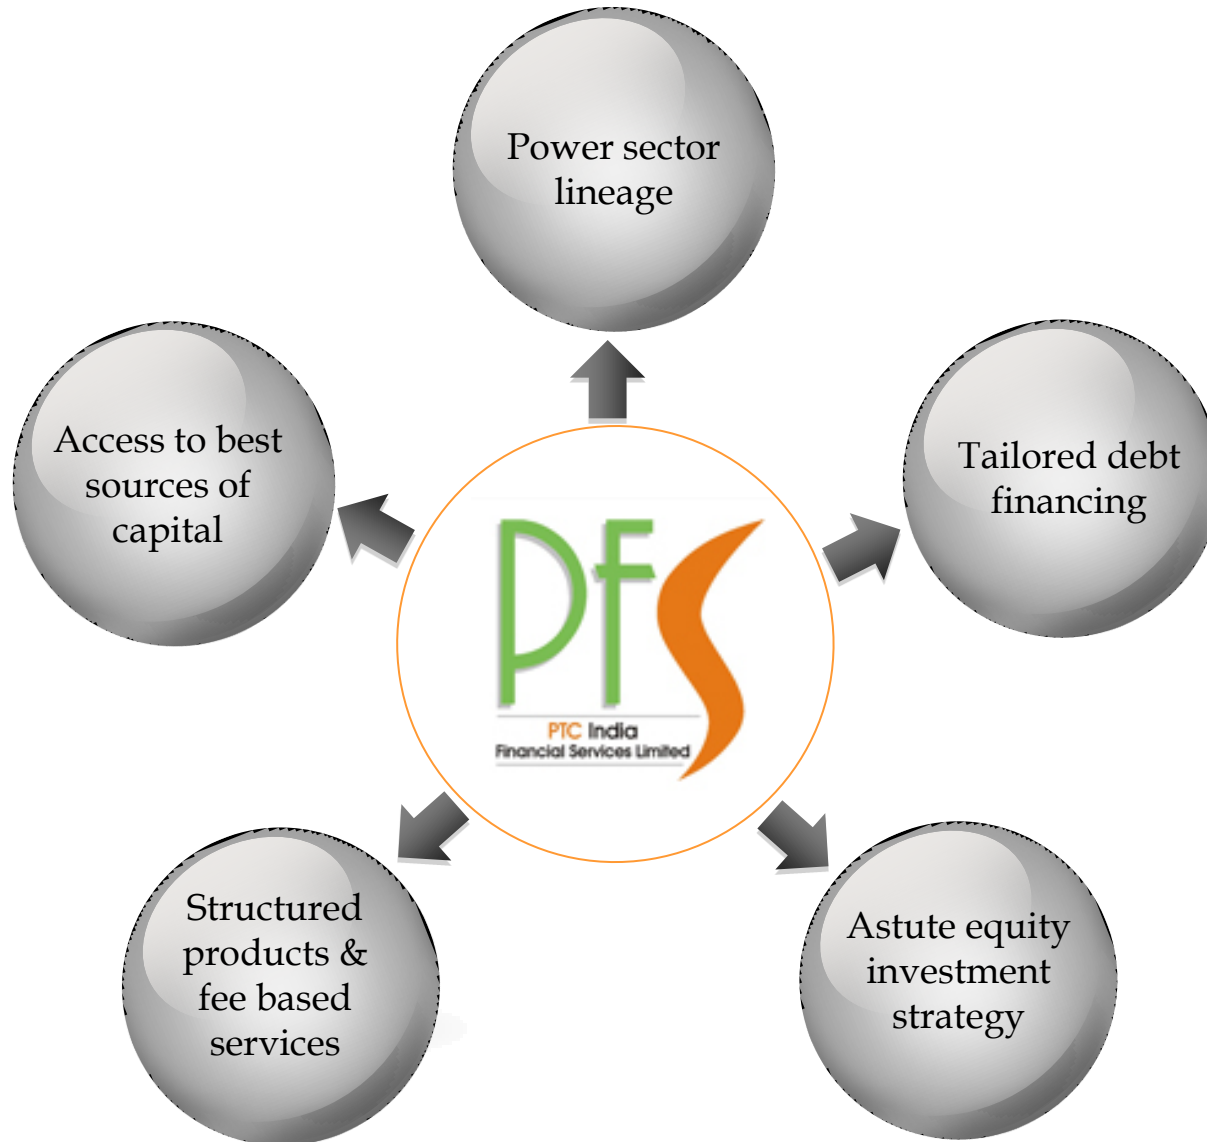 Power sector
lineage
Access to best
sources of
capital
Tailored debt
financing
PFS
PTC India
Financial Services Limited
Structured
products &
fee based
services
Astute equity
investment
strategy